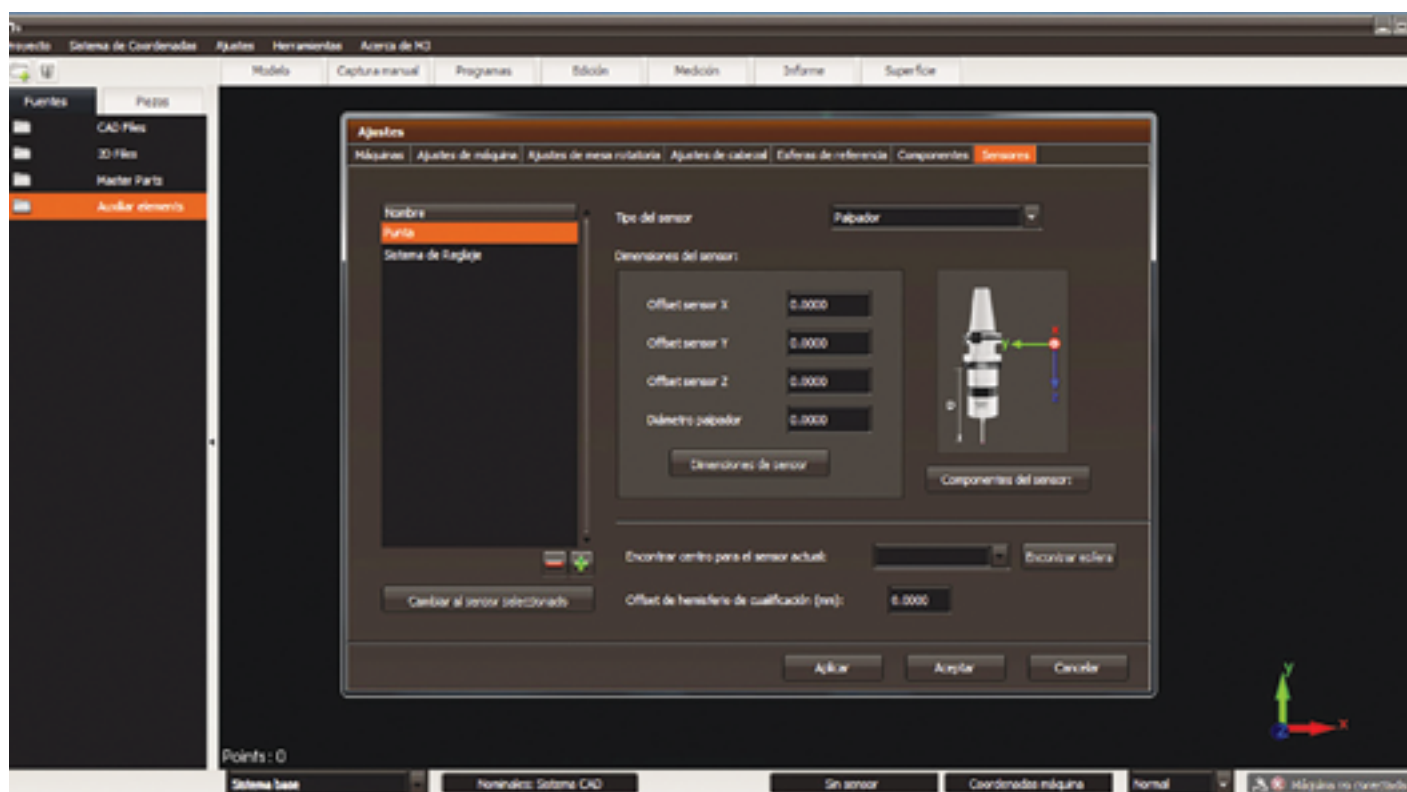 Sistema de Coordenadas Ajustes Herramientas Acerca de M3
Modelo Captura manual Programas Edición Medición Informe Superficie
Fuentes Piezas
CAD Files
3D Files
Master Parts
Auxiliar elements
Ajustes
Máquinas Ajustes de máquina Ajustes de mesa rotatoria Ajustes de cabezal Esferas de referencia Componentes Sensores
Nombre
Punta
Sistema de Reglaje
Tipo del sensor Palpador
Dimensiones del sensor:
Offset sensor X 0.0000
Offset sensor Y 0.0000
Offset sensor Z 0.0000
Diámetro palpador 0.0000
Dimensiones de sensor
X
Y
Z
Componentes del sensor:
Encontrar centro para el sensor actual: Encontrar esfera
Cambiar al sensor seleccionado
Offset de hemisferio de cualificación (mm):
Aplicar Aceptar Cancelar
y
x
z
Points: 0
Sistema base Nominales: Sistema CAD Sin sensor Coordenadas máquina Normal Máquina no conectada